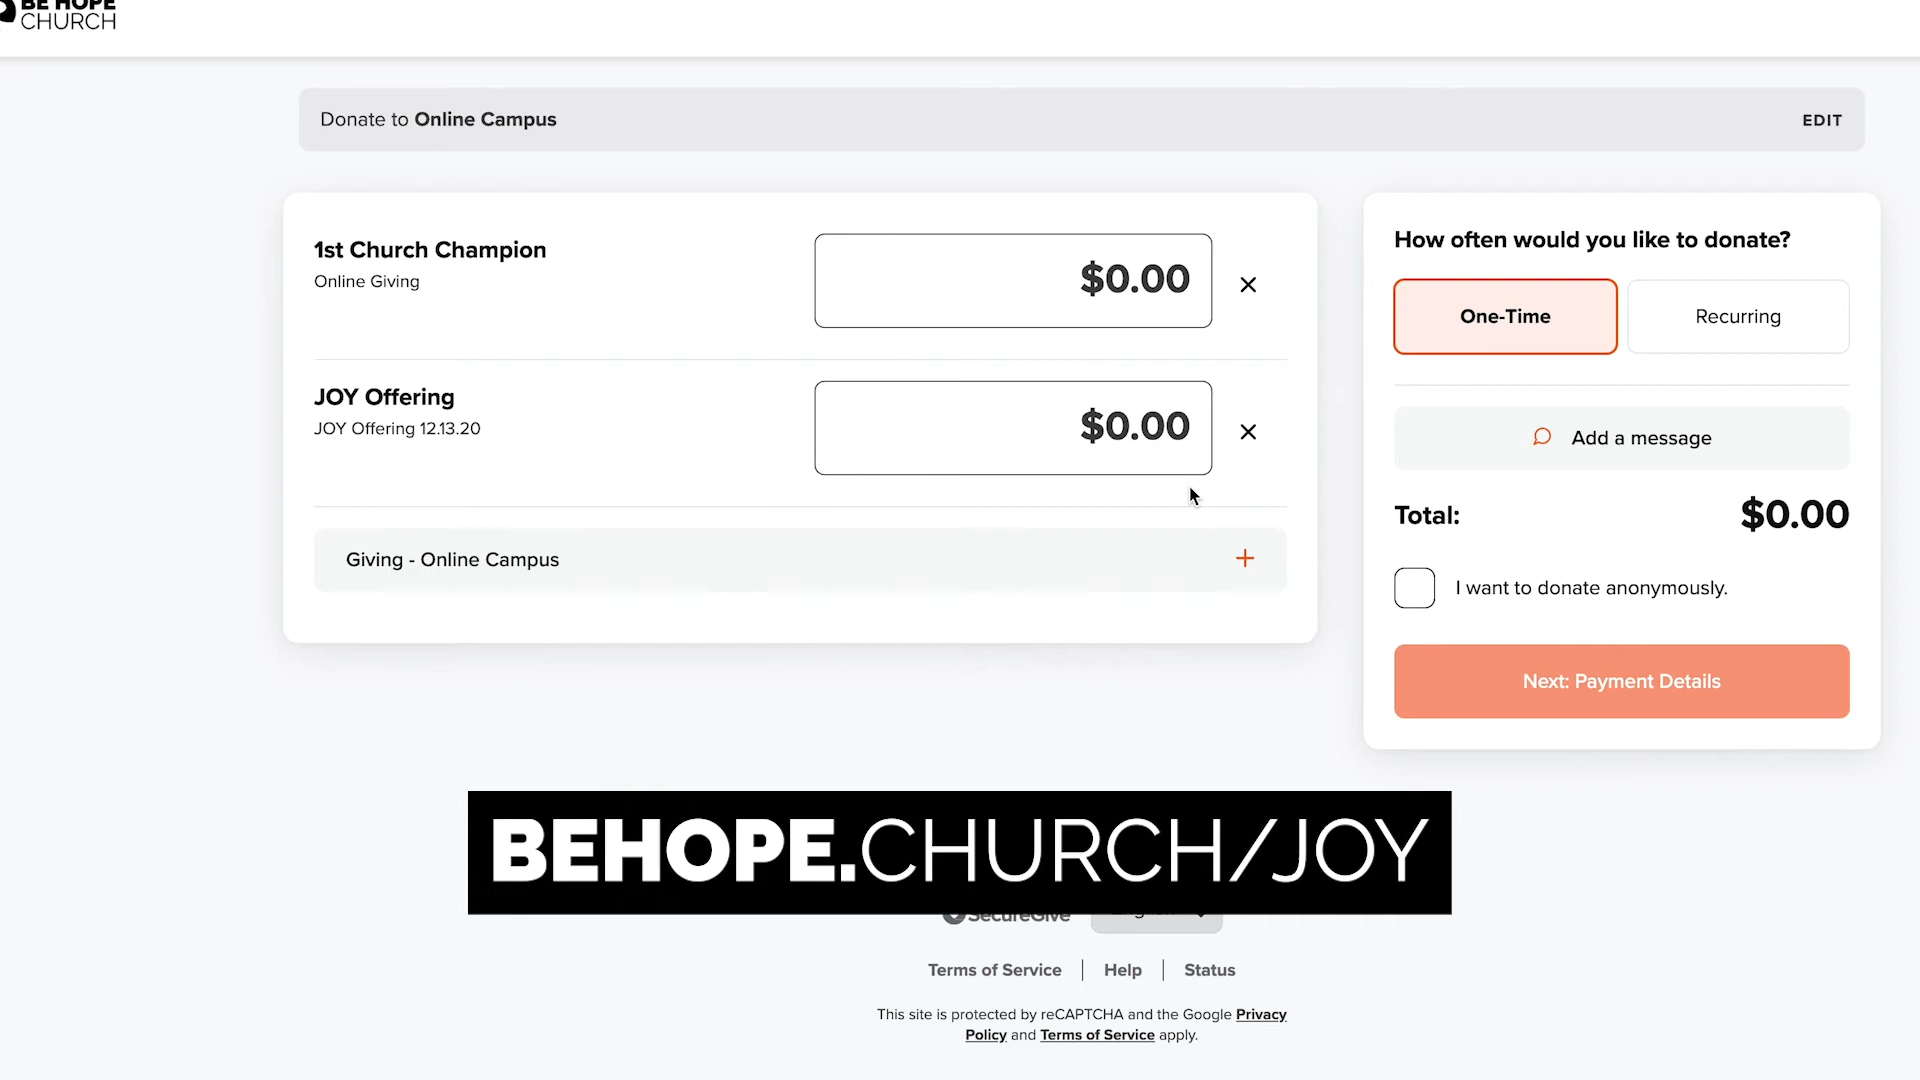 BE HOPE
CHURCH
Donate to Online Campus
EDIT
1st Church Champion
Online Giving
$0.00
JOY Offering
JOY Offering 12.13.20
$0.00
Giving - Online Campus
How often would you like to donate?
One-Time
Recurring
Add a message
Total:
$0.00
I want to donate anonymously.
Next: Payment Details
BEHOPE.CHURCH/JOY
SecureGive
Terms of Service
Help
Status
This site is protected by reCAPTCHA and the Google Privacy
Policy and Terms of Service apply.